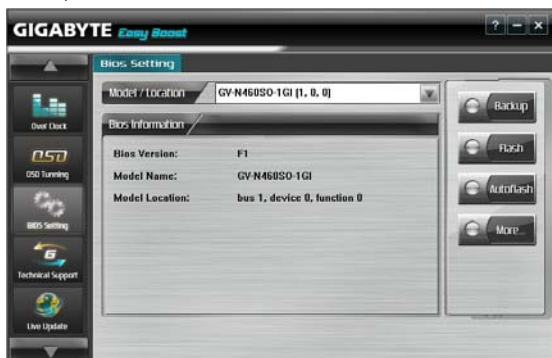 GIGABYTE Easy Boost
? – x
Bios Setting
Model / Location
GV-N460SO-1GI (1, 0, 0)
Bios Information
Bios Version: F1
Model Name: GV-N460SO-1GI
Model Location: bus 1, device 0, function 0
Over Clock
OSD
OSD Tunning
BIOS Setting
6
Technical Support
Live Update
Backup
Flash
Autoflash
More...